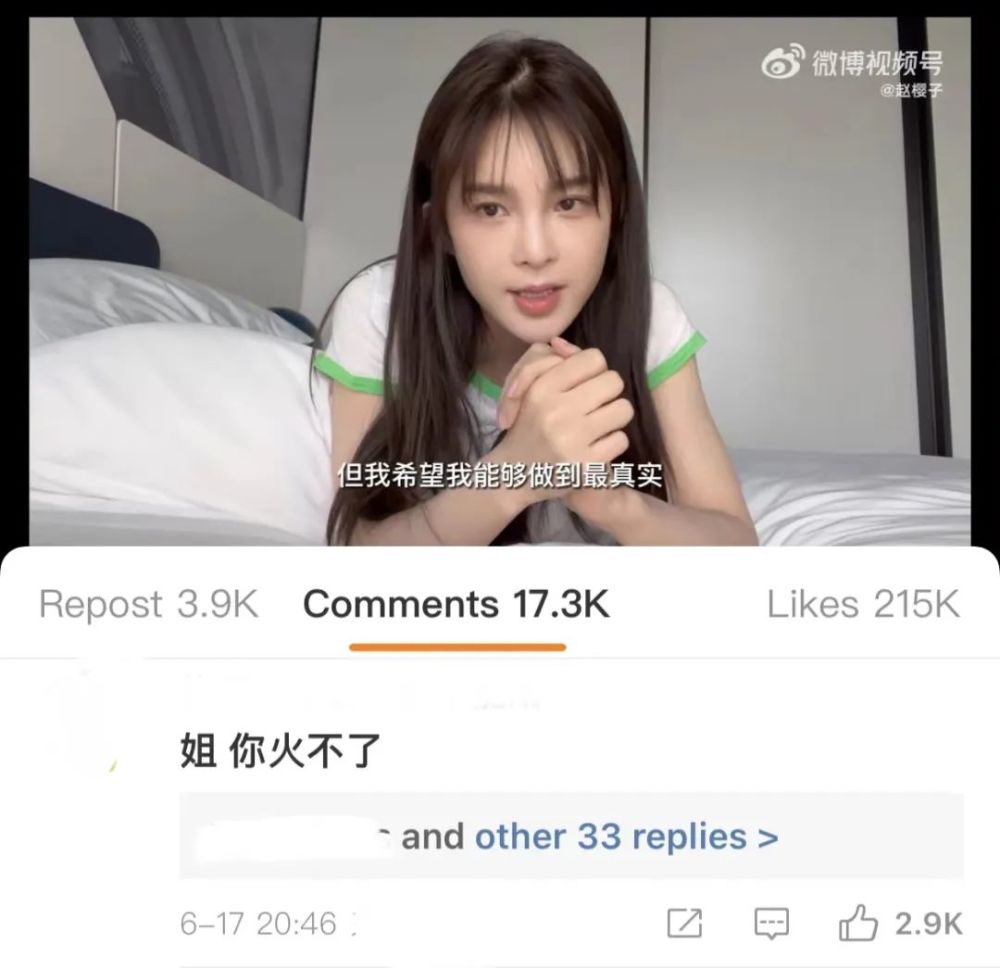 微博视频号
@赵樱子
但我希望我能够做到最真实
Repost 3.9K Comments 17.3K Likes 215K
姐 你火不了
and other 33 replies >
6-17 20:46
2.9K